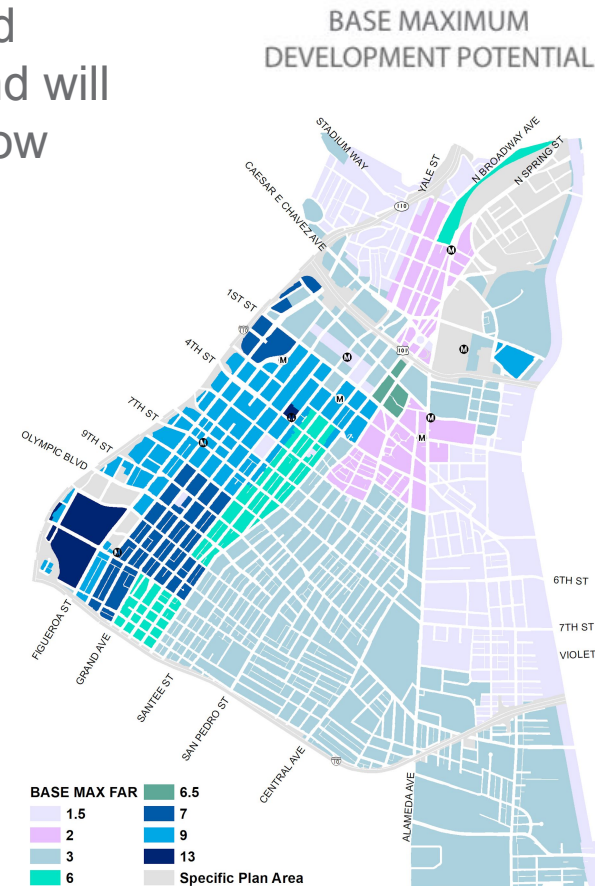 d
nd will
ow
BASE MAXIMUM
DEVELOPMENT POTENTIAL
STADIUM WAY
YALE ST
N BROADWAY AVE
N SPRING ST
CAESAR E CHAVEZ AVE
110
M
1ST ST
110
4TH ST
M
M
101
M
7TH ST
M
M
M
M
9TH ST
M
OLYMPIC BLVD
M
6TH ST
7TH ST
VIOLET
FIGUEROA ST
GRAND AVE
SANTEE ST
SAN PEDRO ST
CENTRAL AVE
10
ALAMEDA AVE
BASE MAX FAR
1.5
2
3
6
6.5
7
9
13
Specific Plan Area